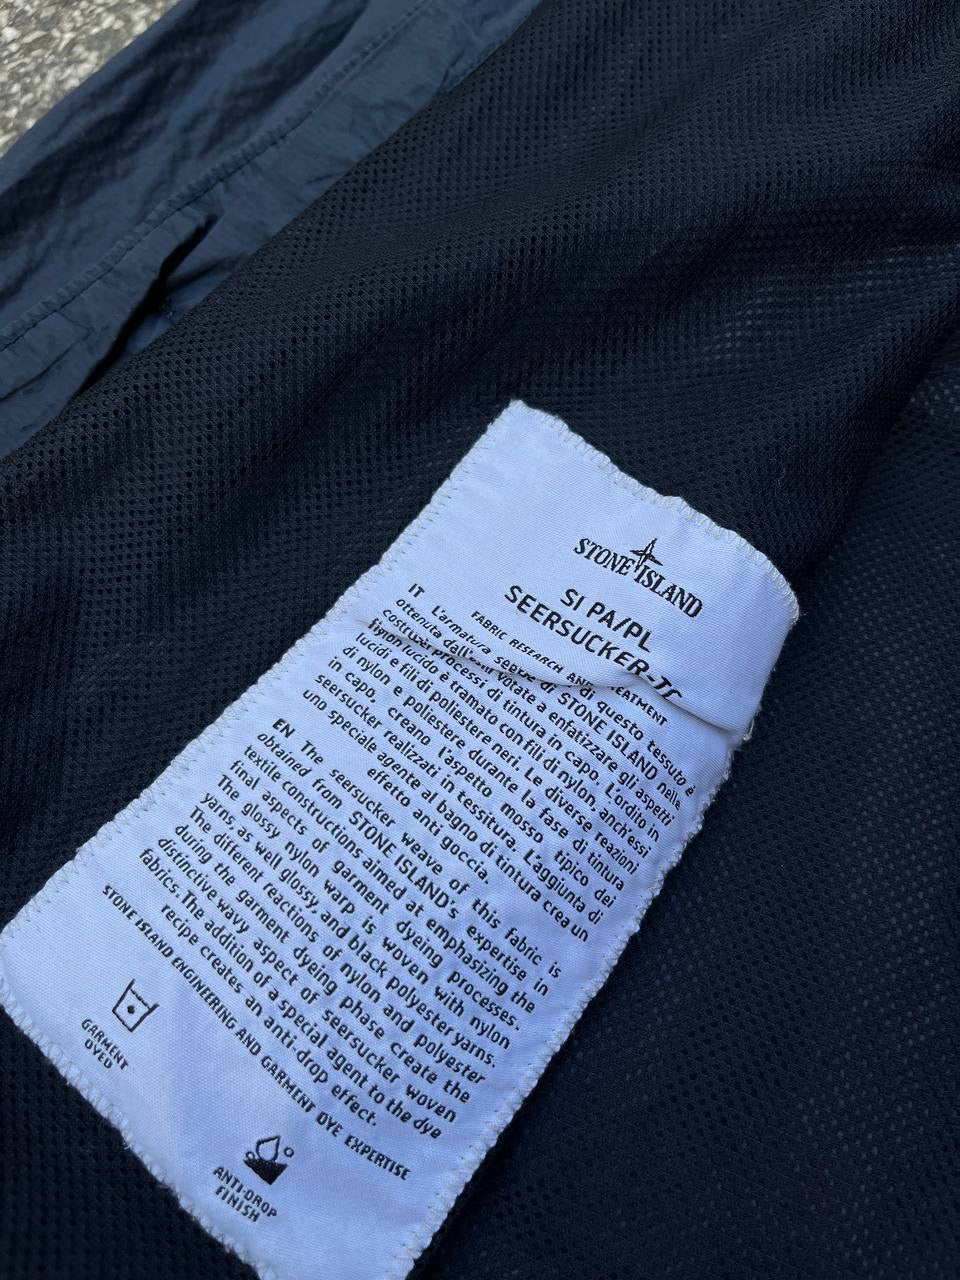 STONE ISLAND
SI PA/PL
SEERSUCKER-TC
FABRIC RESEARCH AND
IT L'armatura di questo tessuto è
ottenuta di STONE ISLAND nelle
a enfatizzare gli aspetti
processi di tintura in capo. L'ordito in
nylon lucido è tramato con fili di nylon, anch'essi
lucidi e fili di poliestere neri. Le diverse reazioni
di nylon e poliestere durante la fase di tintura
in capo, creano l'aspetto mosso tipico dei
seersucker realizzati in tessitura. L'aggiunta di
uno speciale agente al bagno di tintura crea un
effetto anti goccia.
EN The seersucker weave of this fabric is
obtained from STONE ISLAND's expertise in
textile constructions aimed at emphasizing the
final aspects of garment dyeing processes.
The glossy nylon warp is woven with nylon
yarns, as well glossy, and black polyester yarns.
The different reactions of nylon and polyester
during the garment dyeing phase create the
distinctive wavy aspect of seersucker woven
fabrics. The addition of a special agent to the dye
recipe creates an anti-drop effect.
STONE ISLAND ENGINEERING AND GARMENT DYE EXPERTISE
GARMENT
DYED
ANTI-DROP
FINISH